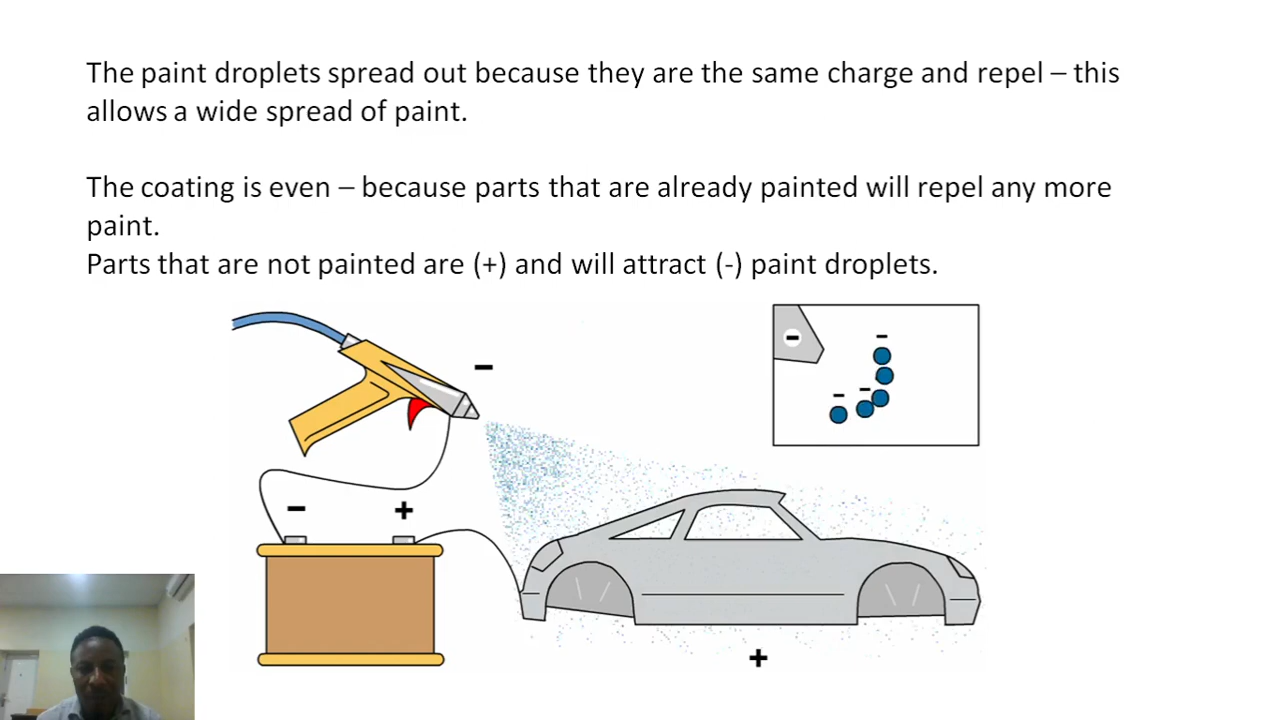 The paint droplets spread out because they are the same charge and repel – this
allows a wide spread of paint.
The coating is even – because parts that are already painted will repel any more
paint.
Parts that are not painted are (+) and will attract (-) paint droplets.
–
–
–
–
–
– +
+